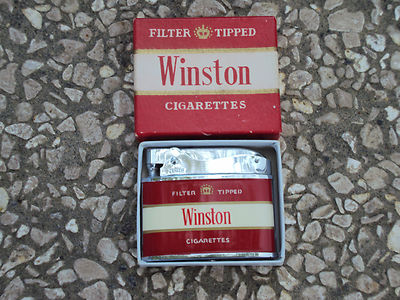 FILTER TIPPED
Winston
CIGARETTES
FILTER TIPPED
Winston
CIGARETTES